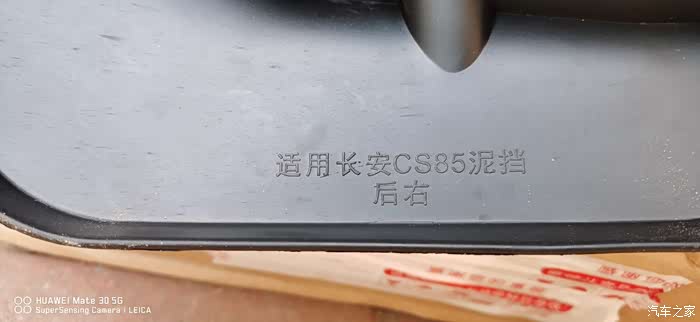 适用长安CS85泥挡
后右
HUAWEI Mate 30 5G
SuperSensing Camera | LEICA
汽车之家